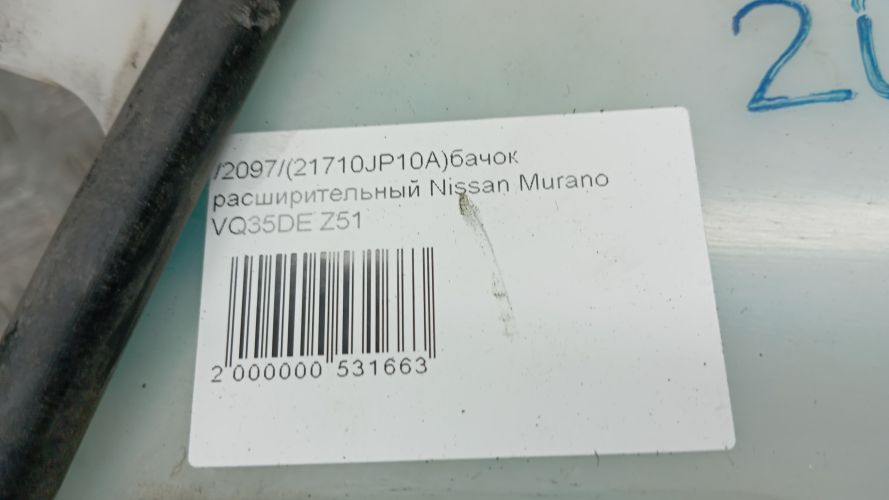 /2097/(21710JP10A)бачок
расширительный Nissan Murano
VQ35DE Z51
2 000000 531663